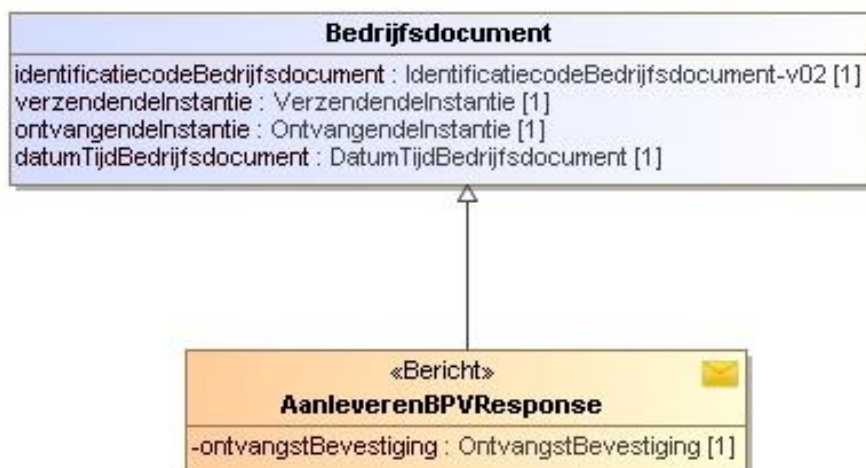 Bedrijfsdocument
identificatiecodeBedrijfsdocument : IdentificatiecodeBedrijfsdocument-v02 [1]
verzendendeInstantie : VerzendendeInstantie [1]
ontvangendeInstantie : OntvangendeInstantie [1]
datumTijdBedrijfsdocument : DatumTijdBedrijfsdocument [1]
«Bericht»
AanleverenBPVResponse
-ontvangstBevestiging : OntvangstBevestiging [1]